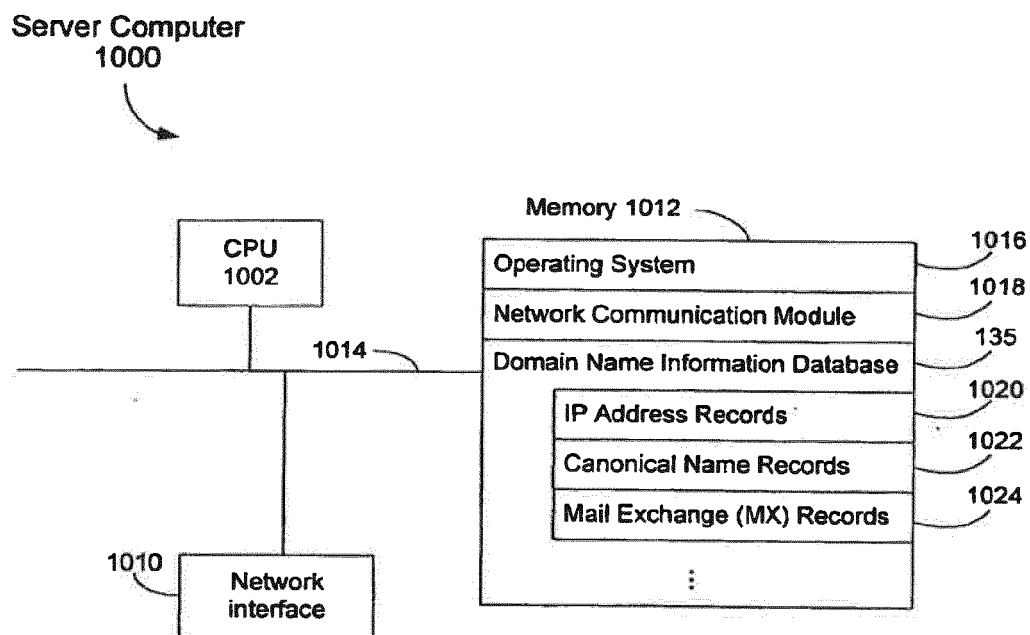 Server Computer
1000
CPU
1002
Memory 1012
Operating System
1016
Network Communication Module
1018
1014
Domain Name Information Database
135
IP Address Records
1020
Canonical Name Records
1022
Mail Exchange (MX) Records
1024
1010
Network
interface